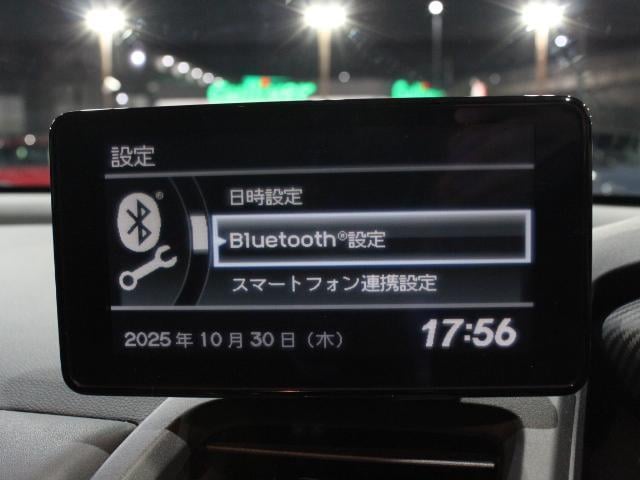 設定
日時設定
Bluetooth®設定
スマートフォン連携設定
2025年10月30日（木） 17:56